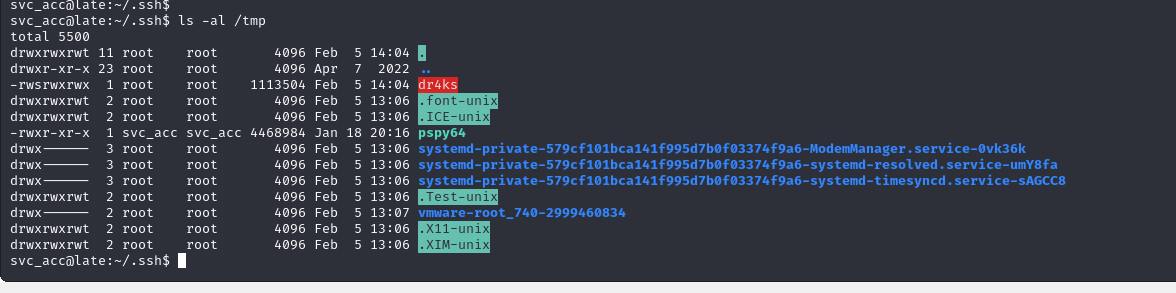 svc_acc@late:~/.ssh$
svc_acc@late:~/.ssh$ ls -al /tmp
total 5500
drwxrwxrwt 11 root    root       4096 Feb  5 14:04 .
drwxr-xr-x 23 root    root       4096 Apr  7  2022 ..
-rwsrwxrwx  1 root    root    1113504 Feb  5 14:04 dr4ks
drwxrwxrwt  2 root    root       4096 Feb  5 13:06 .font-unix
drwxrwxrwt  2 root    root       4096 Feb  5 13:06 .ICE-unix
-rwxr-xr-x  1 svc_acc svc_acc 4468984 Jan 18 20:16 pspy64
drwx------  3 root    root       4096 Feb  5 13:06 systemd-private-579cf101bca141f995d7b0f03374f9a6-ModemManager.service-0vk36k
drwx------  3 root    root       4096 Feb  5 13:06 systemd-private-579cf101bca141f995d7b0f03374f9a6-systemd-resolved.service-umY8fa
drwx------  3 root    root       4096 Feb  5 13:06 systemd-private-579cf101bca141f995d7b0f03374f9a6-systemd-timesyncd.service-sAGCC8
drwxrwxrwt  2 root    root       4096 Feb  5 13:06 .Test-unix
drwx------  2 root    root       4096 Feb  5 13:07 vmware-root_740-2999460834
drwxrwxrwt  2 root    root       4096 Feb  5 13:06 .X11-unix
drwxrwxrwt  2 root    root       4096 Feb  5 13:06 .XIM-unix
svc_acc@late:~/.ssh$